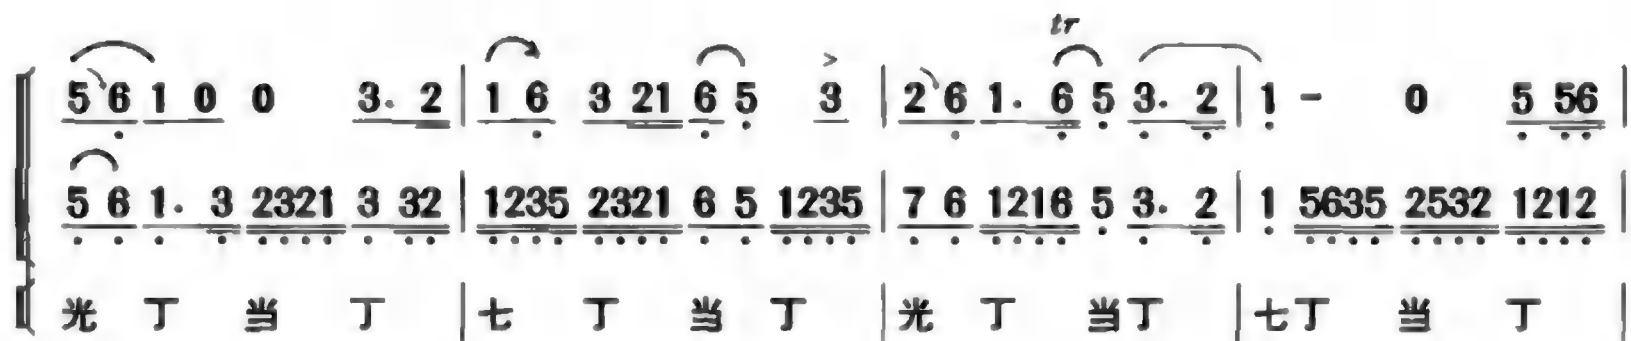 tr
5 6 1 0 0 3. 2 | 1 6 3 21 6 5 3 | 2 6 1. 6 5 3. 2 | 1 - 0 5 56 |
5 6 1. 3 2321 3 32 | 1235 2321 6 5 1235 | 7 6 1216 5 3. 2 | 1 5635 2532 1212 |
光 丁 当 丁 | 七 丁 当 丁 | 光 丁 当 丁 | 七 丁 当 丁 |